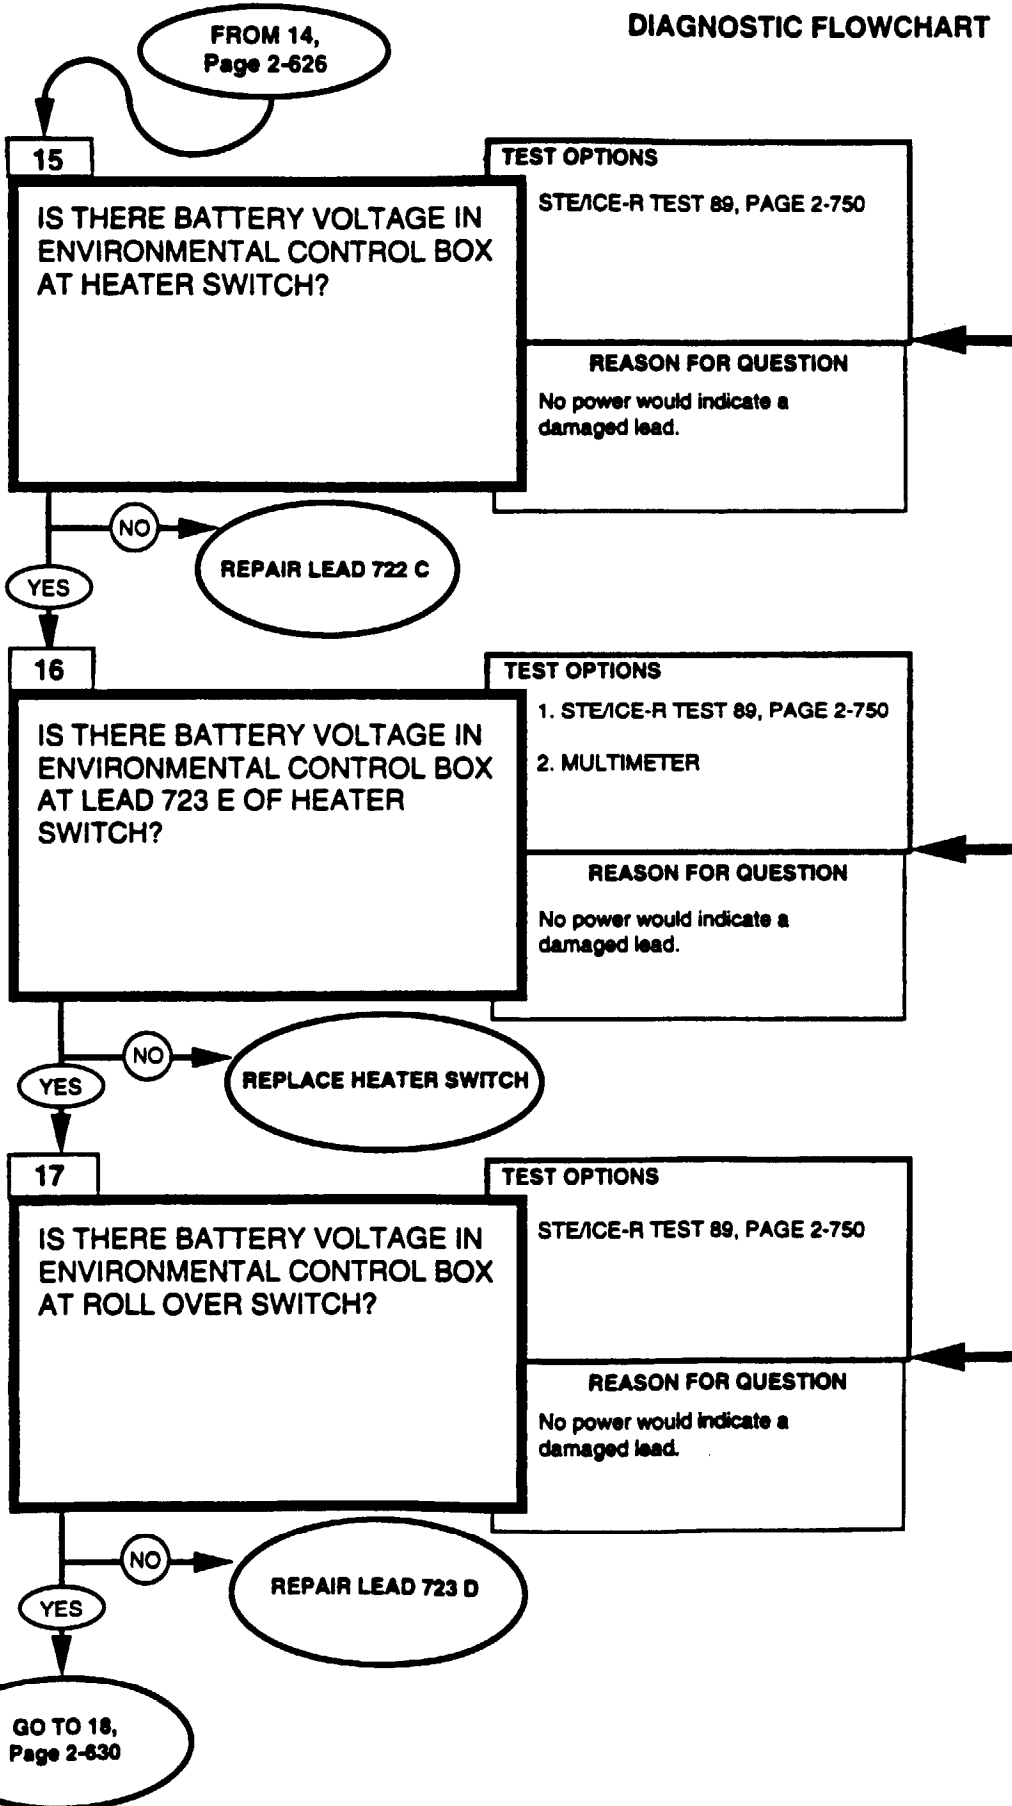 DIAGNOSTIC FLOWCHART
FROM 14,
Page 2-626
15
IS THERE BATTERY VOLTAGE IN
ENVIRONMENTAL CONTROL BOX
AT HEATER SWITCH?
TEST OPTIONS
STE/ICE-R TEST 89, PAGE 2-750
REASON FOR QUESTION
No power would indicate a
damaged lead.
NO
REPAIR LEAD 722 C
YES
16
IS THERE BATTERY VOLTAGE IN
ENVIRONMENTAL CONTROL BOX
AT LEAD 723 E OF HEATER
SWITCH?
TEST OPTIONS
1. STE/ICE-R TEST 89, PAGE 2-750
2. MULTIMETER
REASON FOR QUESTION
No power would indicate a
damaged lead.
NO
REPLACE HEATER SWITCH
YES
17
IS THERE BATTERY VOLTAGE IN
ENVIRONMENTAL CONTROL BOX
AT ROLL OVER SWITCH?
TEST OPTIONS
STE/ICE-R TEST 89, PAGE 2-750
REASON FOR QUESTION
No power would indicate a
damaged lead.
NO
REPAIR LEAD 723 D
YES
GO TO 18,
Page 2-630